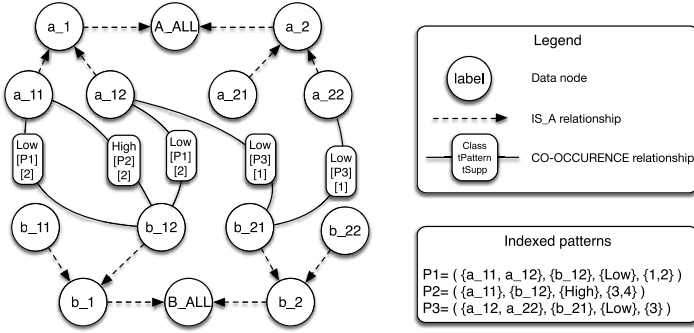 a_1
A_ALL
a_2
a_11
a_12
a_21
a_22
Low
[P1]
[2]
High
[P2]
[2]
Low
[P1]
[2]
Low
[P3]
[1]
Low
[P3]
[1]
b_11
b_12
b_21
b_22
b_1
B_ALL
b_2
Legend
label
Data node
IS_A relationship
Class
tPattern
tSupp
CO-OCCURENCE relationship
Indexed patterns
P1= ( {a_11, a_12}, {b_12}, {Low}, {1,2} )
P2= ( {a_11}, {b_12}, {High}, {3,4} )
P3= ( {a_12, a_22}, {b_21}, {Low}, {3} )